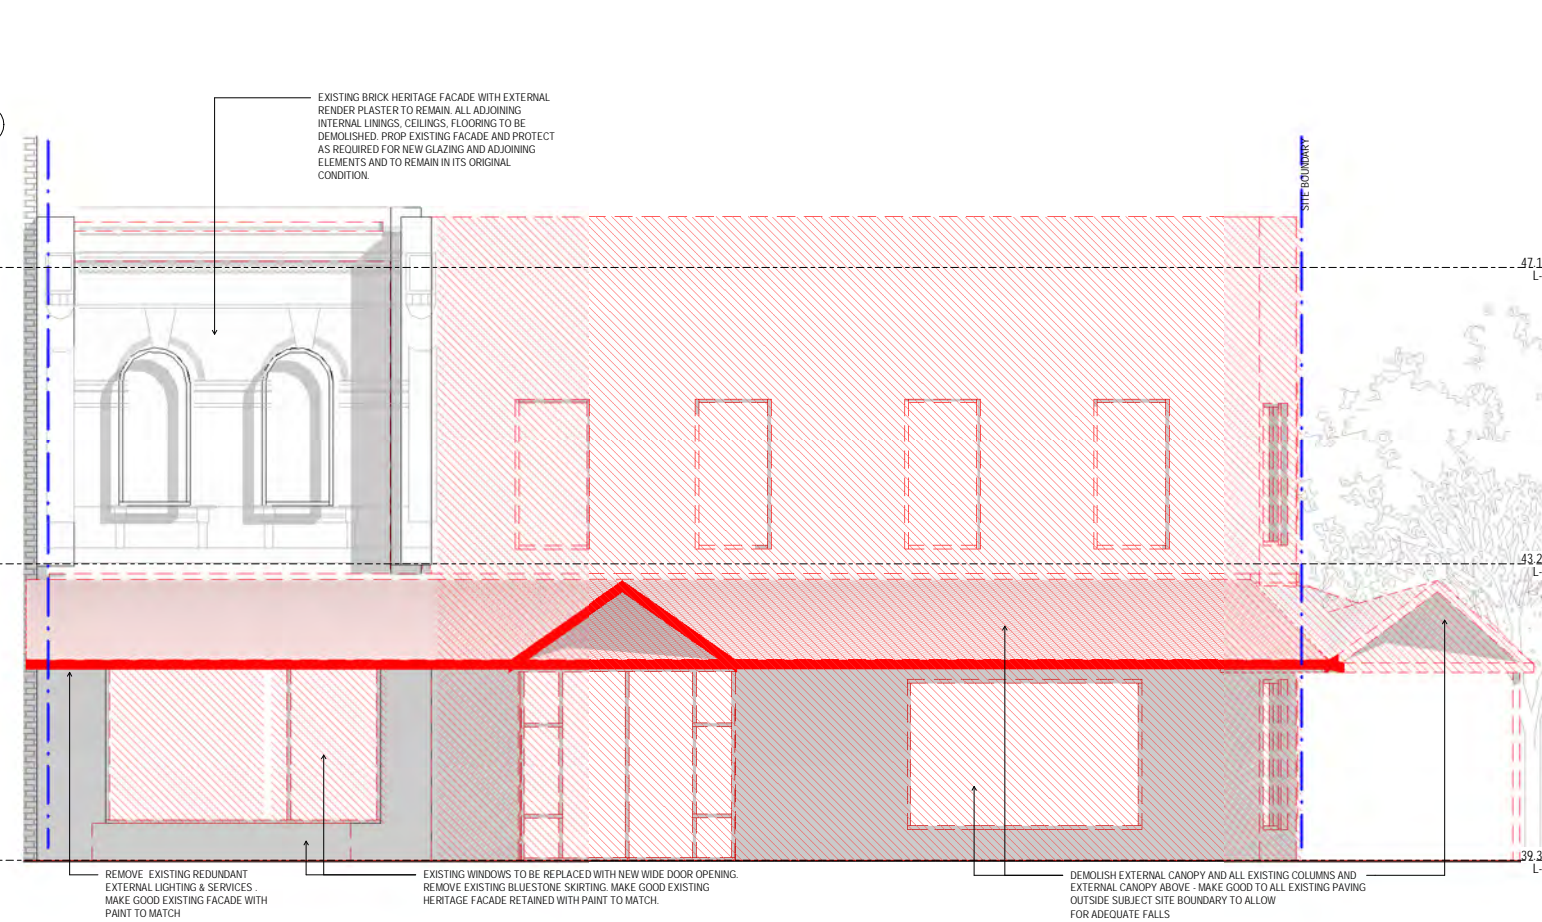 EXISTING BRICK HERITAGE FACADE WITH EXTERNAL
RENDER PLASTER TO REMAIN. ALL ADJOINING
INTERNAL LININGS, CEILINGS, FLOORING TO BE
DEMOLISHED. PROP EXISTING FACADE AND PROTECT
AS REQUIRED FOR NEW GLAZING AND ADJOINING
ELEMENTS AND TO REMAIN IN ITS ORIGINAL
CONDITION.
SITE BOUNDARY
47.1
L-
43.2
L-
39.3
L-
REMOVE EXISTING REDUNDANT
EXTERNAL LIGHTING & SERVICES .
MAKE GOOD EXISTING FACADE WITH
PAINT TO MATCH
EXISTING WINDOWS TO BE REPLACED WITH NEW WIDE DOOR OPENING.
REMOVE EXISTING BLUESTONE SKIRTING. MAKE GOOD EXISTING
HERITAGE FACADE RETAINED WITH PAINT TO MATCH.
DEMOLISH EXTERNAL CANOPY AND ALL EXISTING COLUMNS AND
EXTERNAL CANOPY ABOVE - MAKE GOOD TO ALL EXISTING PAVING
OUTSIDE SUBJECT SITE BOUNDARY TO ALLOW
FOR ADEQUATE FALLS